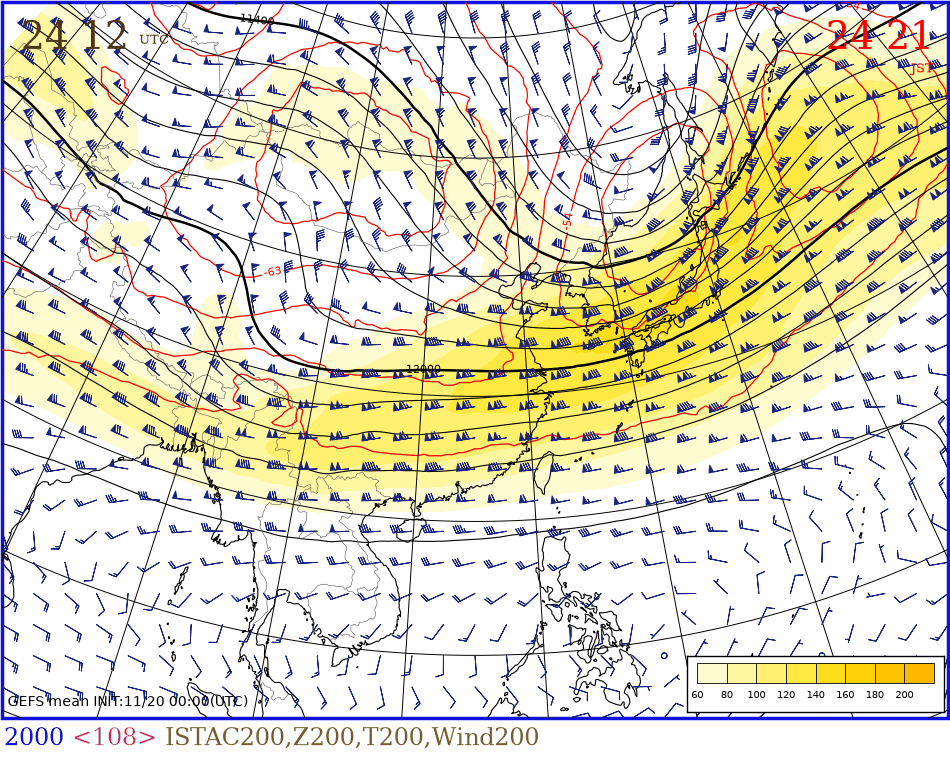 11400
24 12 UTC
24 21 JST
-54
-63
12000
60 80 100 120 140 160 180 200
GEFS mean INIT:11/20 00:00(UTC)
2000 <108> ISTAC200,Z200,T200,Wind200